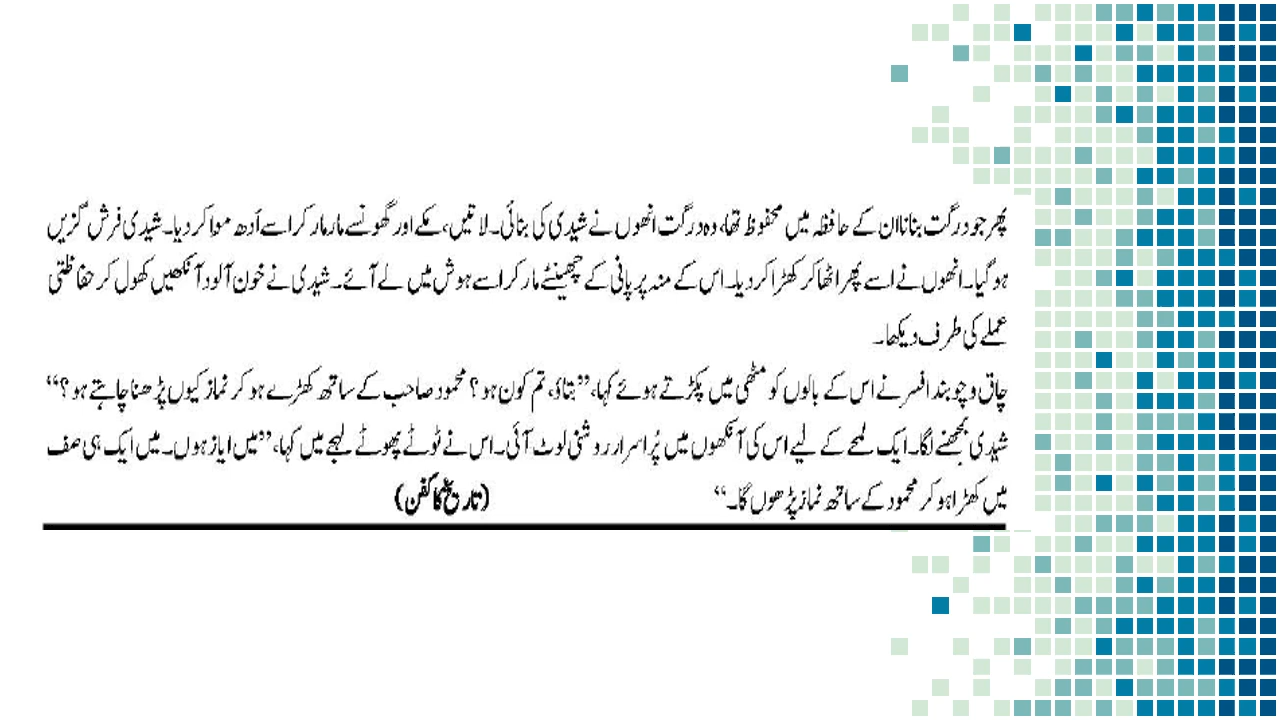 پھر جو درگت بنانا ان کے حافظہ میں محفوظ تھا، وہ درگت انھوں نے شیدی کی بنائی۔ لاتیں، مکے اور گھونسے مار مار کر اسے اَدھ موا کر دیا۔ شیدی فرش گزیں
ہو گیا۔ انھوں نے اسے پھر اٹھا کر کھڑا کر دیا۔ اس کے منہ پر پانی کے چھینٹے مار کر اسے ہوش میں لے آئے۔ شیدی نے خون آلود آنکھیں کھول کر حفاظتی
عملے کی طرف دیکھا۔
چاق و چوبند افسر نے اس کے بالوں کو مٹھی میں پکڑتے ہوئے کہا، ”بتاؤ، تم کون ہو؟ محمود صاحب کے ساتھ کھڑے ہو کر نماز کیوں پڑھنا چاہتے ہو؟“
شیدی بجھنے لگا۔ ایک لمحے کے لیے اس کی آنکھوں میں پُراسرار روشنی لوٹ آئی۔ اس نے ٹوٹے پھوٹے لہجے میں کہا، ”میں ایاز ہوں۔ میں ایک ہی صف
میں کھڑا ہو کر محمود کے ساتھ نماز پڑھوں گا۔“ (تاریخ کا کفن)